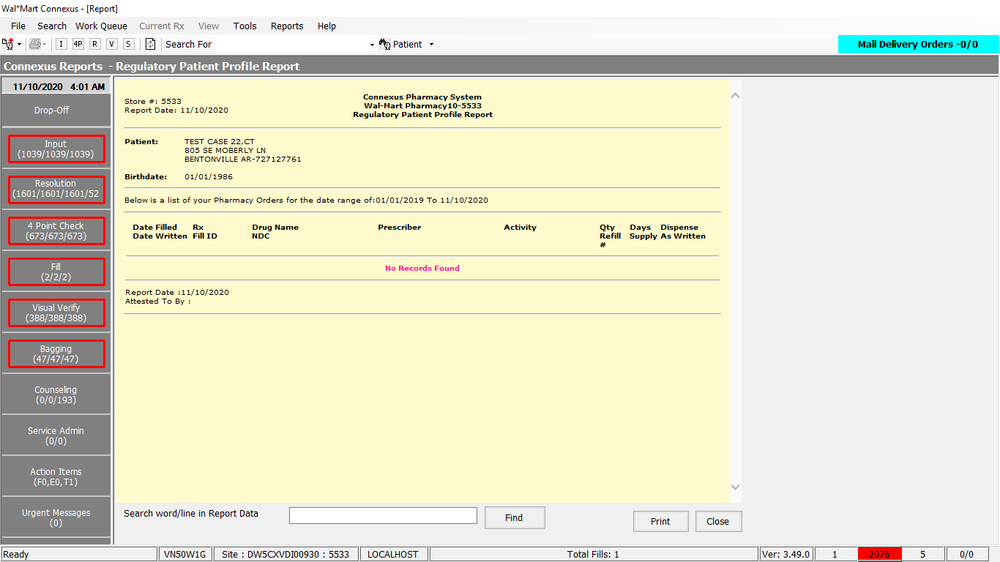 Wal*Mart Connexus - [Report]
File Search Work Queue Current Rx View Tools Reports Help
I 4P R V S Search For Patient Mail Delivery Orders -0/0
Connexus Reports - Regulatory Patient Profile Report
11/10/2020 4:01 AM
Drop-Off
Input
(1039/1039/1039)
Resolution
(1601/1601/1601/52
4 Point Check
(673/673/673)
Fill
(2/2/2)
Visual Verify
(388/388/388)
Bagging
(47/47/47)
Counseling
(0/0/193)
Service Admin
(0/0)
Action Items
(F0,E0,T1)
Urgent Messages
(0)
Connexus Pharmacy System
Store #: 5533
Wal-Mart Pharmacy10-5533
Report Date: 11/10/2020
Regulatory Patient Profile Report
Patient: TEST CASE 22,CT
805 SE MOBERLY LN
BENTONVILLE AR-727127761
Birthdate: 01/01/1986
Below is a list of your Pharmacy Orders for the date range of:01/01/2019 To 11/10/2020
Date Filled Rx Drug Name Prescriber Activity Qty Days Dispense
Date Written Fill ID NDC Refill Supply As Written
#
No Records Found
Report Date :11/10/2020
Attested To By :
Search word/line in Report Data Find Print Close
Ready VN50W1G Site : DW5CXVDI00930 : 5533 LOCALHOST Total Fills: 1 Ver: 3.49.0 1 2076 5 0/0